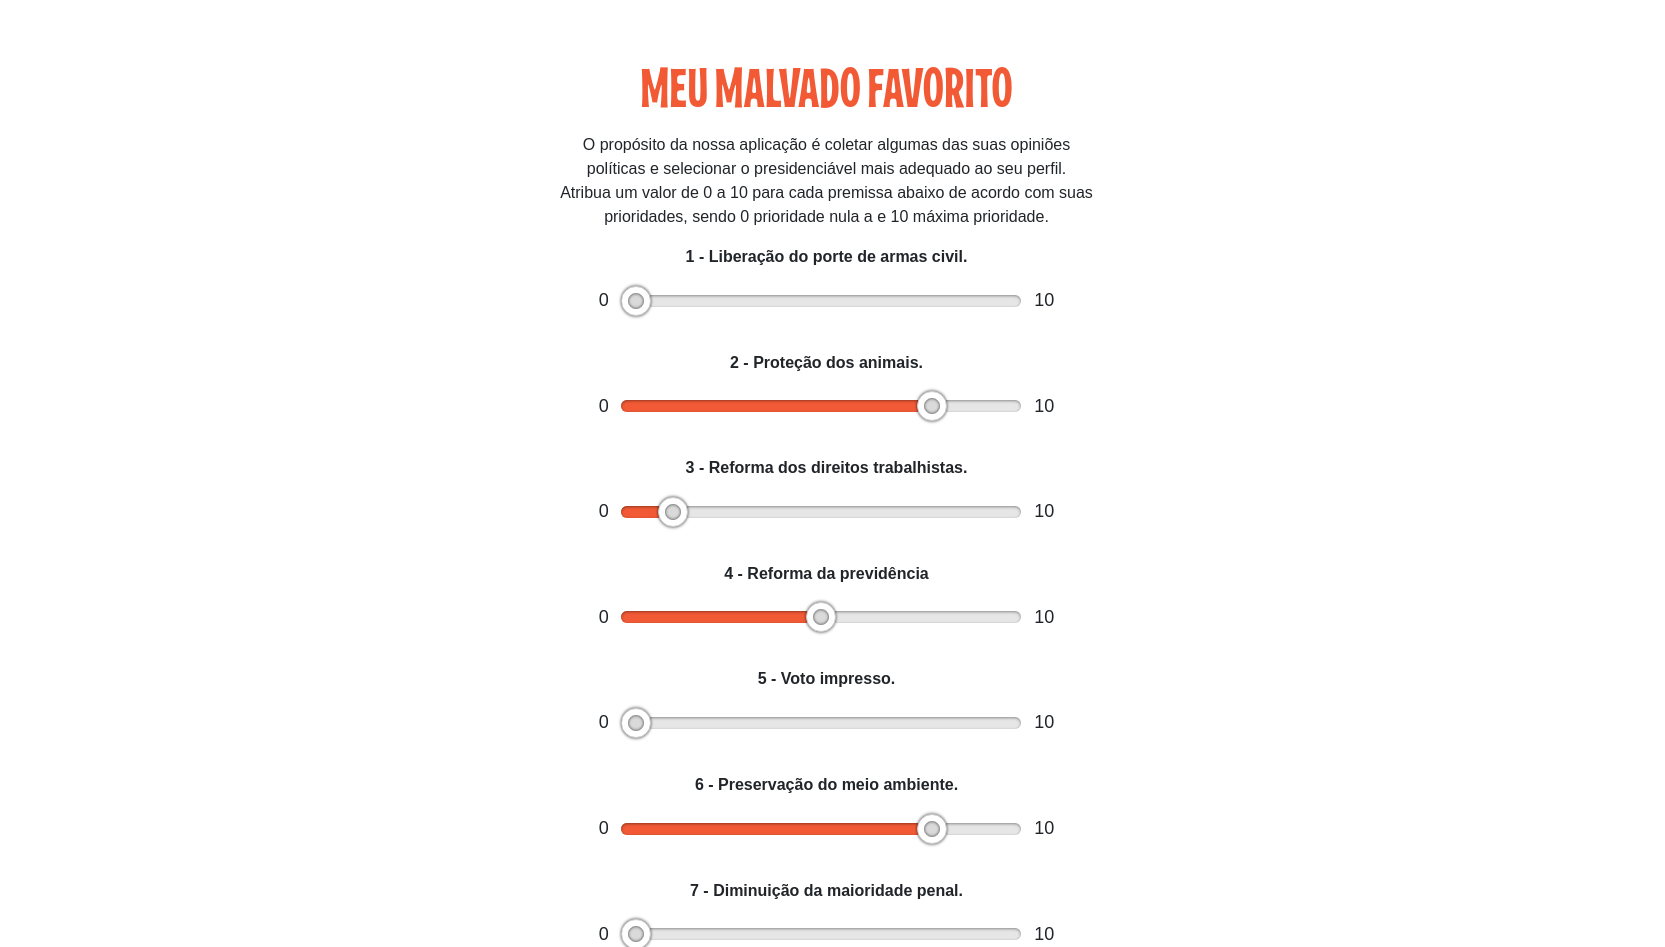 MEU MALVADO FAVORITO
O propósito da nossa aplicação é coletar algumas das suas opiniões
políticas e selecionar o presidenciável mais adequado ao seu perfil.
Atribua um valor de 0 a 10 para cada premissa abaixo de acordo com suas
prioridades, sendo 0 prioridade nula a e 10 máxima prioridade.
1 - Liberação do porte de armas civil.
0 10
2 - Proteção dos animais.
0 10
3 - Reforma dos direitos trabalhistas.
0 10
4 - Reforma da previdência
0 10
5 - Voto impresso.
0 10
6 - Preservação do meio ambiente.
0 10
7 - Diminuição da maioridade penal.
0 10